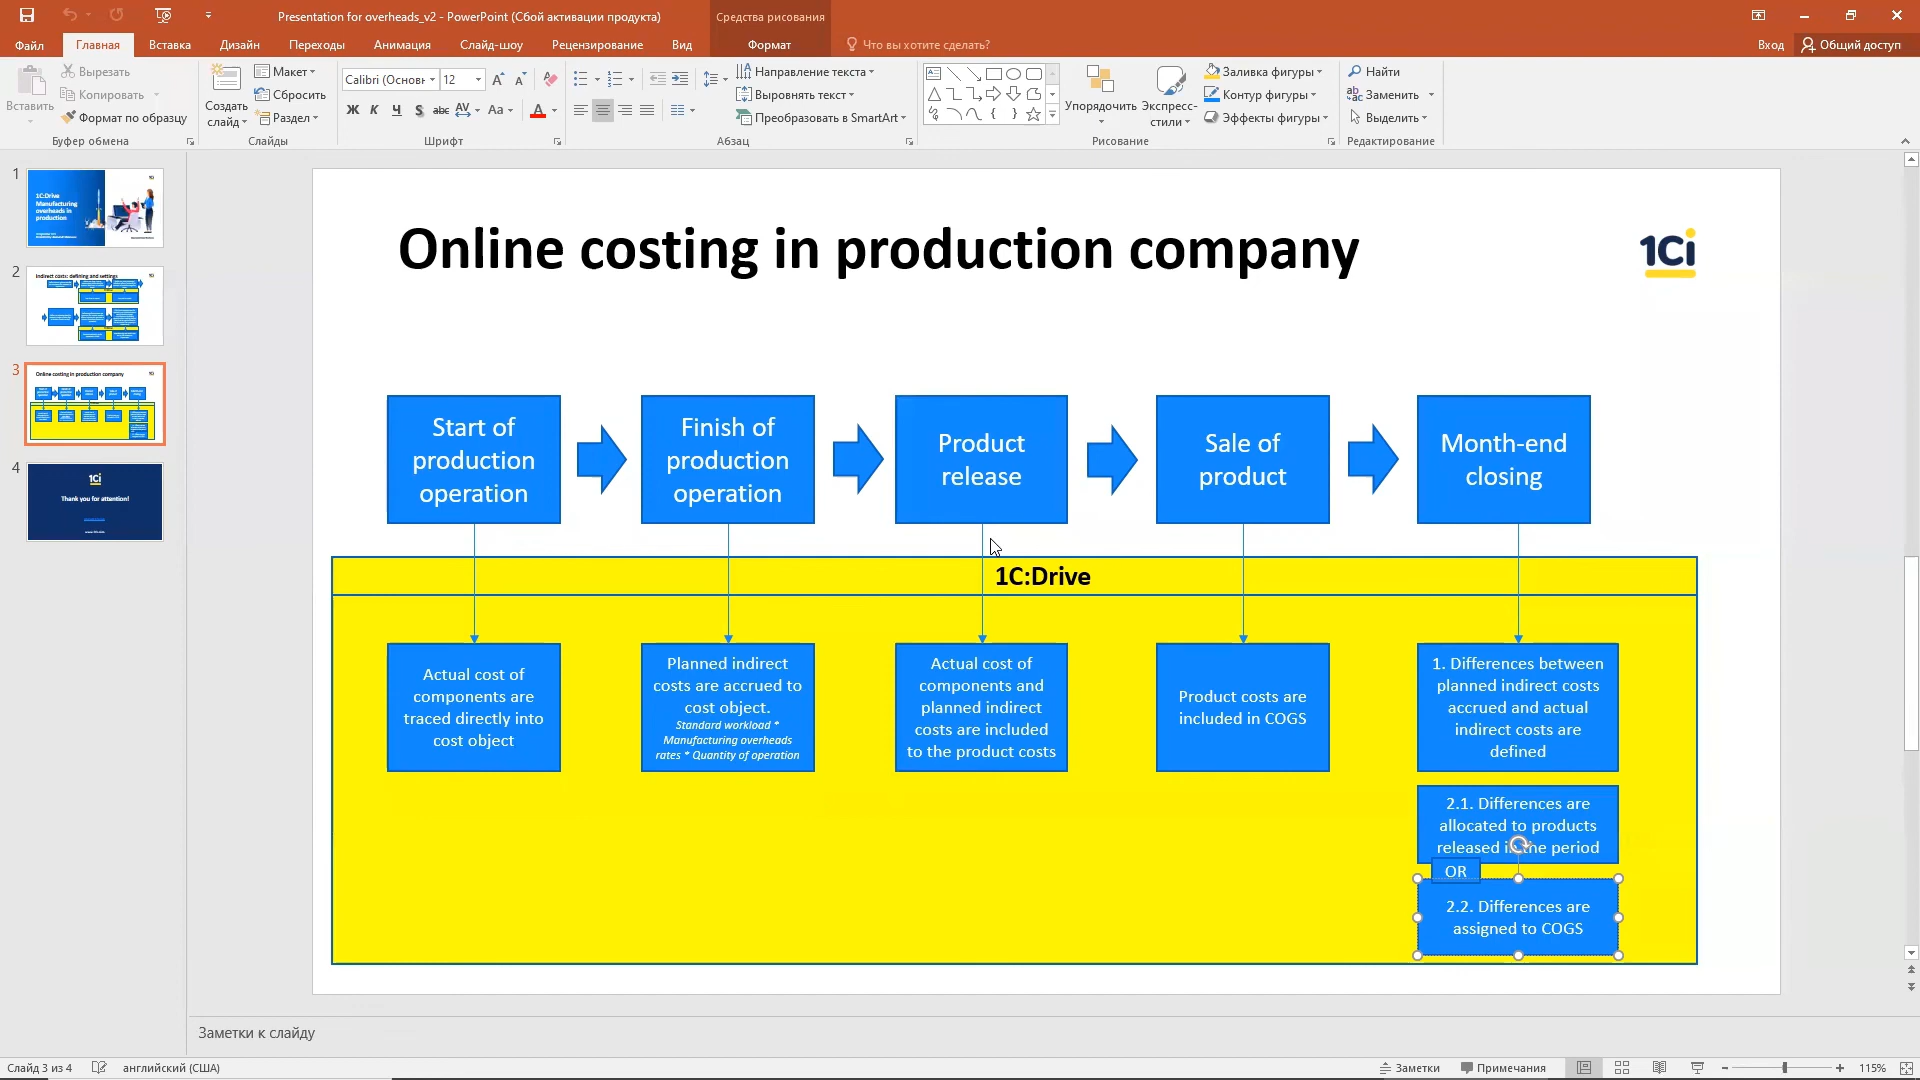 Presentation for overheads_v2 - PowerPoint (Сбой активации продукта)
Средства рисования
Файл
Главная
Вставка
Дизайн
Переходы
Анимация
Слайд-шоу
Рецензирование
Вид
Формат
Что вы хотите сделать?
Вход
Общий доступ
Вставить
Вырезать
Копировать
Формат по образцу
Буфер обмена
Создать
слайд
Макет
Сбросить
Раздел
Слайды
Calibri (Основн
12
Ж К Ч S abc AV Aa А
Шрифт
Направление текста
Выровнять текст
Преобразовать в SmartArt
Абзац
Упорядочить
Экспресс-
стили
Заливка фигуры
Контур фигуры
Эффекты фигуры
Рисование
Найти
Заменить
Выделить
Редактирование
1
1C:Drive
Manufacturing
overheads in
production
2
Indirect costs: defining and settings
3
Online costing in production company
4
1Ci
Thank you for attention!
Online costing in production company
1Ci
Start of
production
operation
Finish of
production
operation
Product
release
Sale of
product
Month-end
closing
1C:Drive
Actual cost of
components are
traced directly into
cost object
Planned indirect
costs are accrued to
cost object.
Standard workload *
Manufacturing overheads
rates * Quantity of operation
Actual cost of
components and
planned indirect
costs are included
to the product costs
Product costs are
included in COGS
1. Differences between
planned indirect costs
accrued and actual
indirect costs are
defined
2.1. Differences are
allocated to products
released in the period
OR
2.2. Differences are
assigned to COGS
Заметки к слайду
Слайд 3 из 4
английский (США)
Заметки
Примечания
115%